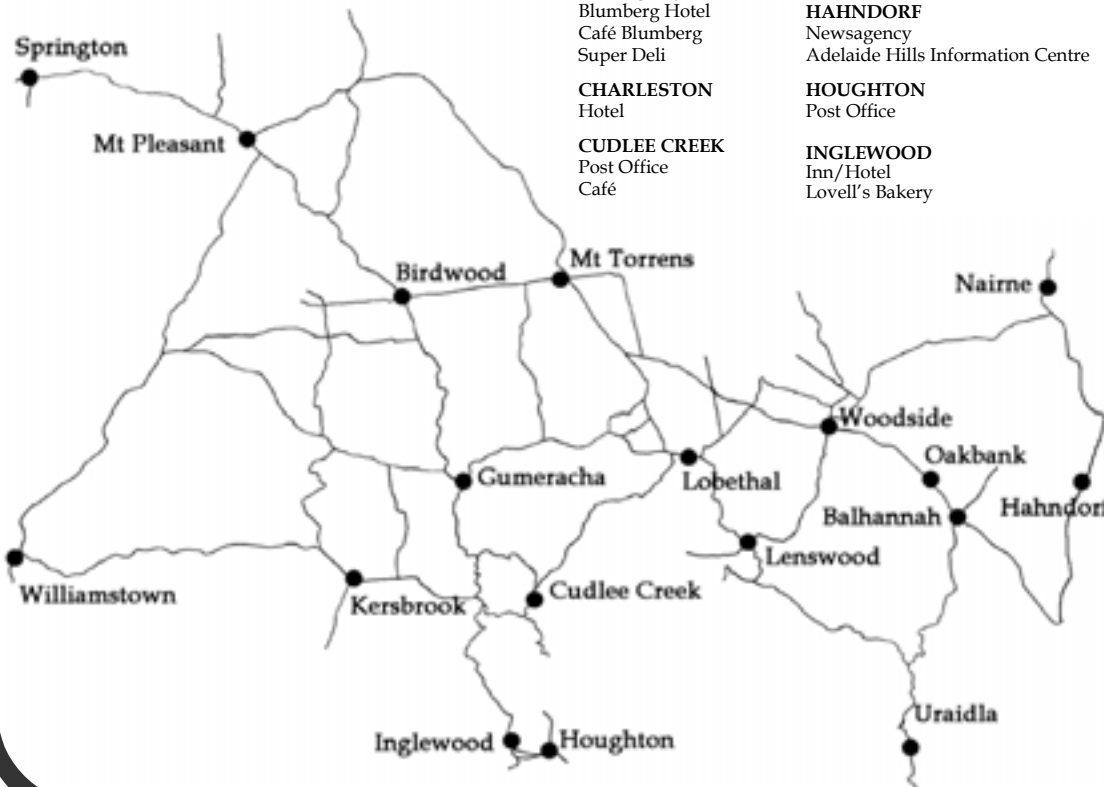 Blumberg Hotel
Café Blumberg
Super Deli
CHARLESTON
Hotel
CUDLEE CREEK
Post Office
Café
HAHNDORF
Newsagency
Adelaide Hills Information Centre
HOUGHTON
Post Office
INGLEWOOD
Inn/Hotel
Lovell's Bakery
Springton
Mt Pleasant
Birdwood
Mt Torrens
Nairne
Woodside
Oakbank
Gumeracha
Lobethal
Hahndorf
Balhannah
Lenswood
Williamstown
Kersbrook
Cudlee Creek
Uraidla
Inglewood
Houghton